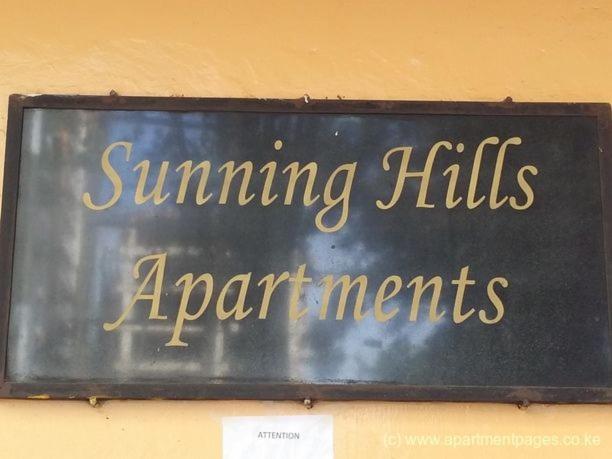 Sunning Hills
Apartments
ATTENTION
(c) www.apartmentpages.co.ke